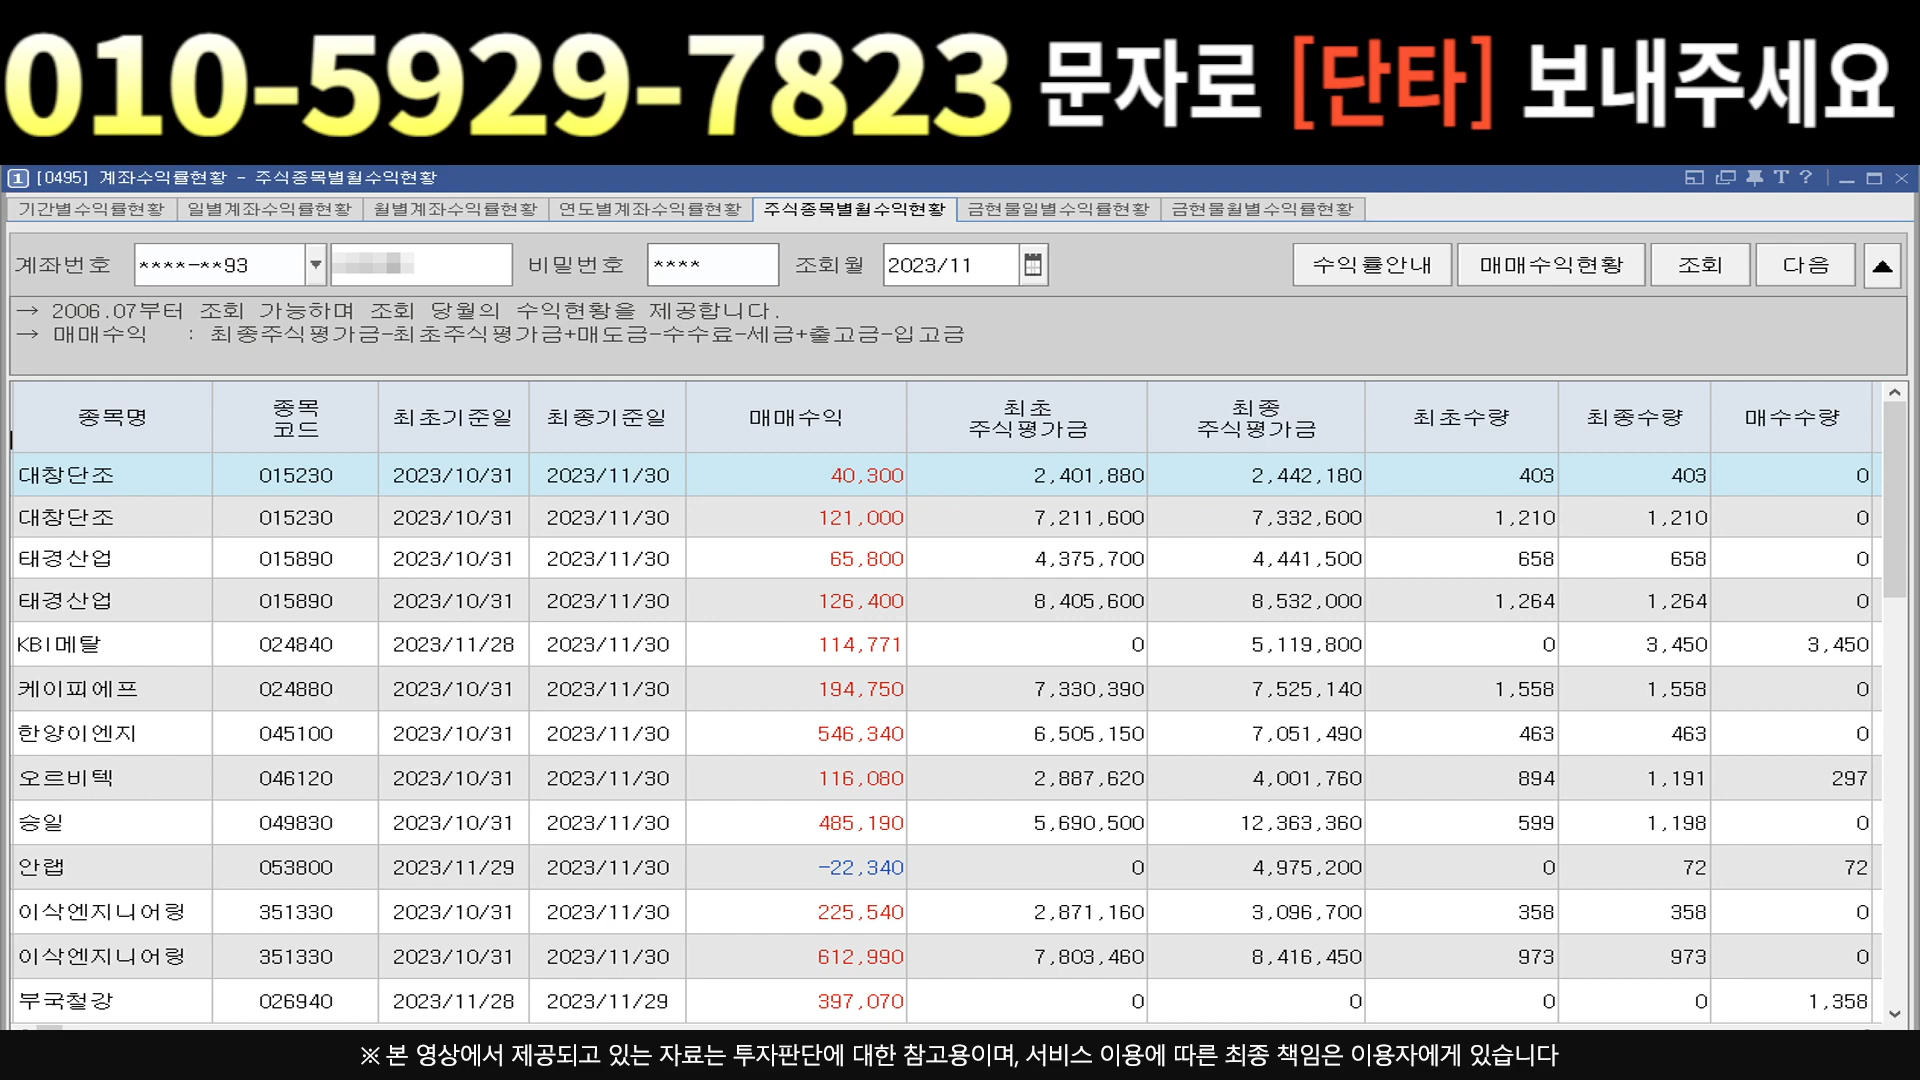 010-5929-7823 문자로 [단타] 보내주세요
1 [0495] 계좌수익률현황 - 주식종목별월수익현황
기간별수익률현황 일별계좌수익률현황 월별계좌수익률현황 연도별계좌수익률현황 주식종목별월수익현황 금현물일별수익률현황 금현물월별수익률현황
계좌번호 ****-**93 비밀번호 **** 조회월 2023/11 수익률안내 매매수익현황 조회 다음 ▲
→ 2006.07부터 조회 가능하며 조회 당월의 수익현황을 제공합니다.
→ 매매수익 : 최종주식평가금-최초주식평가금+매도금-수수료-세금+출고금-입고금
종목명 종목코드 최초기준일 최종기준일 매매수익 최초주식평가금 최종주식평가금 최초수량 최종수량 매수수량
대창단조 015230 2023/10/31 2023/11/30 40,300 2,401,880 2,442,180 403 403 0
대창단조 015230 2023/10/31 2023/11/30 121,000 7,211,600 7,332,600 1,210 1,210 0
태경산업 015890 2023/10/31 2023/11/30 65,800 4,375,700 4,441,500 658 658 0
태경산업 015890 2023/10/31 2023/11/30 126,400 8,405,600 8,532,000 1,264 1,264 0
KBI메탈 024840 2023/11/28 2023/11/30 114,771 0 5,119,800 0 3,450 3,450
케이피에프 024880 2023/10/31 2023/11/30 194,750 7,330,390 7,525,140 1,558 1,558 0
한양이엔지 045100 2023/10/31 2023/11/30 546,340 6,505,150 7,051,490 463 463 0
오르비텍 046120 2023/10/31 2023/11/30 116,080 2,887,620 4,001,760 894 1,191 297
승일 049830 2023/10/31 2023/11/30 485,190 5,690,500 12,363,360 599 1,198 0
안랩 053800 2023/11/29 2023/11/30 -22,340 0 4,975,200 0 72 72
이삭엔지니어링 351330 2023/10/31 2023/11/30 225,540 2,871,160 3,096,700 358 358 0
이삭엔지니어링 351330 2023/10/31 2023/11/30 612,990 7,803,460 8,416,450 973 973 0
부국철강 026940 2023/11/28 2023/11/29 397,070 0 0 0 0 1,358
※ 본 영상에서 제공되고 있는 자료는 투자판단에 대한 참고용이며, 서비스 이용에 따른 최종 책임은 이용자에게 있습니다